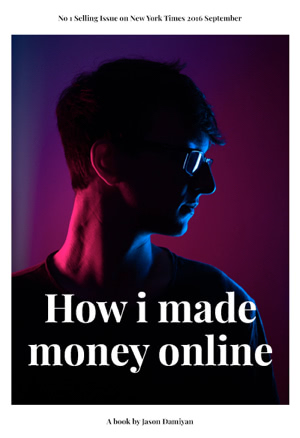 No 1 Selling Issue on New York Times 2016 September
How i made
money online
A book by Jason Damiyan